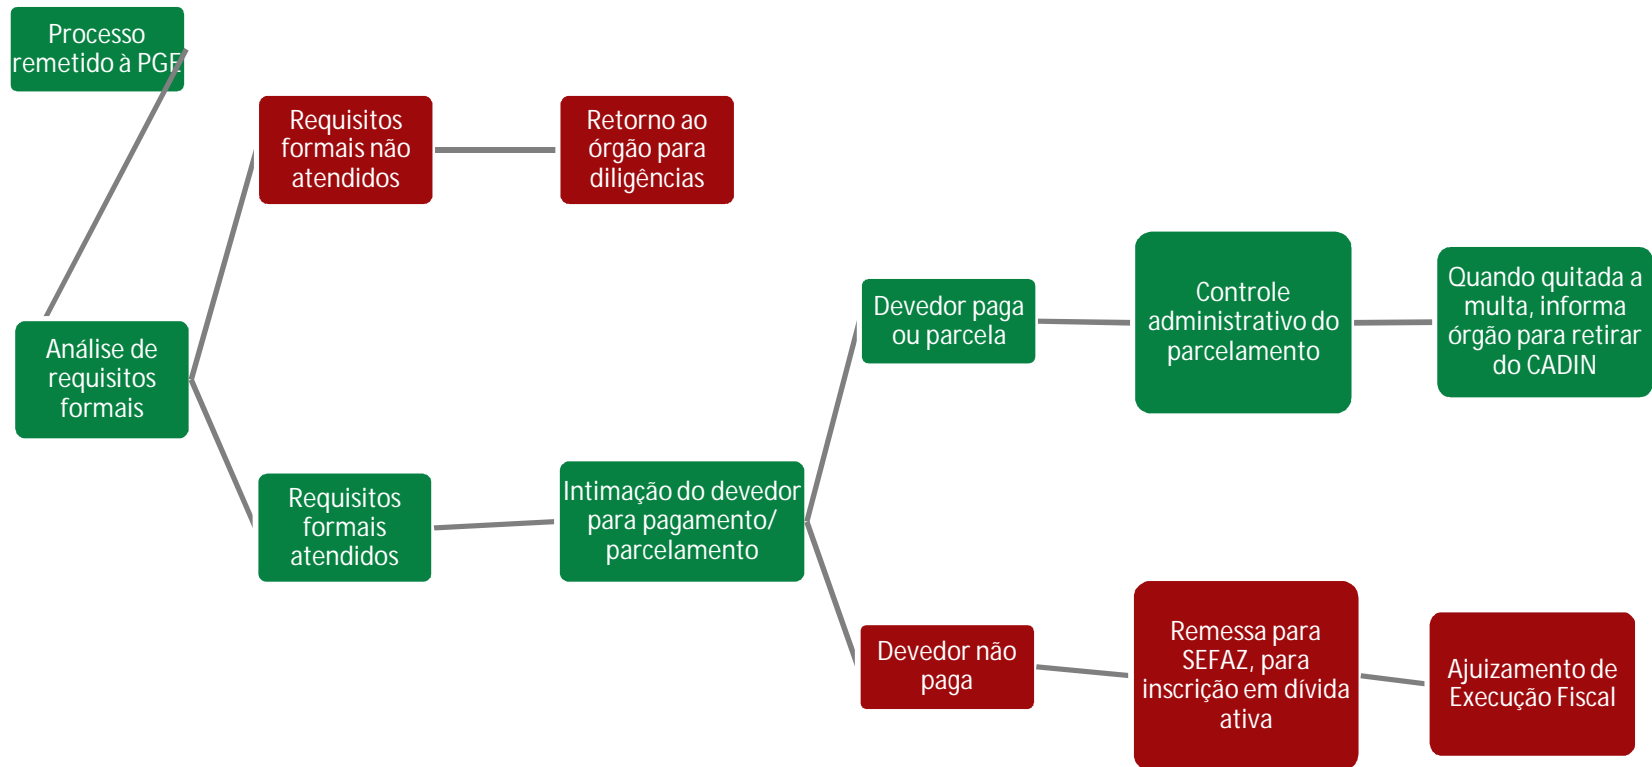 Processo
remetido à PGE
Requisitos
formais não
atendidos
Retorno ao
órgão para
diligências
Análise de
requisitos
formais
Requisitos
formais
atendidos
Intimação do devedor
para pagamento/
parcelamento
Devedor paga
ou parcela
Controle
administrativo do
parcelamento
Quando quitada a
multa, informa
órgão para retirar
do CADIN
Devedor não
paga
Remessa para
SEFAZ, para
inscrição em dívida
ativa
Ajuizamento de
Execução Fiscal